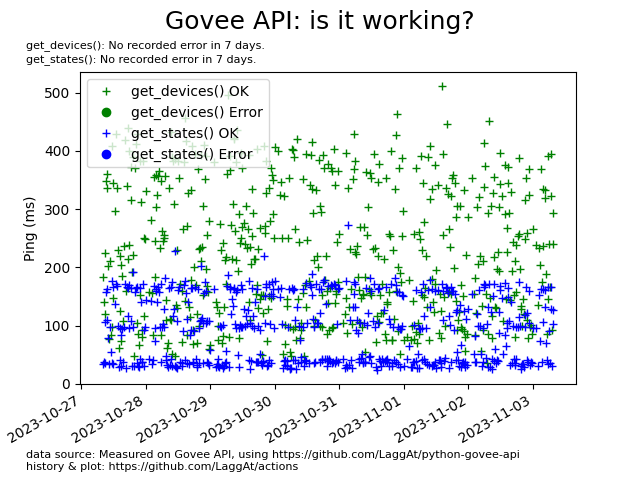 Govee API: is it working?
get_devices(): No recorded error in 7 days.
get_states(): No recorded error in 7 days.
get_devices() OK
get_devices() Error
get_states() OK
get_states() Error
Ping (ms)
500
400
300
200
100
0
2023-10-27
2023-10-28
2023-10-29
2023-10-30
2023-10-31
2023-11-01
2023-11-02
2023-11-03
data source: Measured on Govee API, using https://github.com/LaggAt/python-govee-api
history & plot: https://github.com/LaggAt/actions